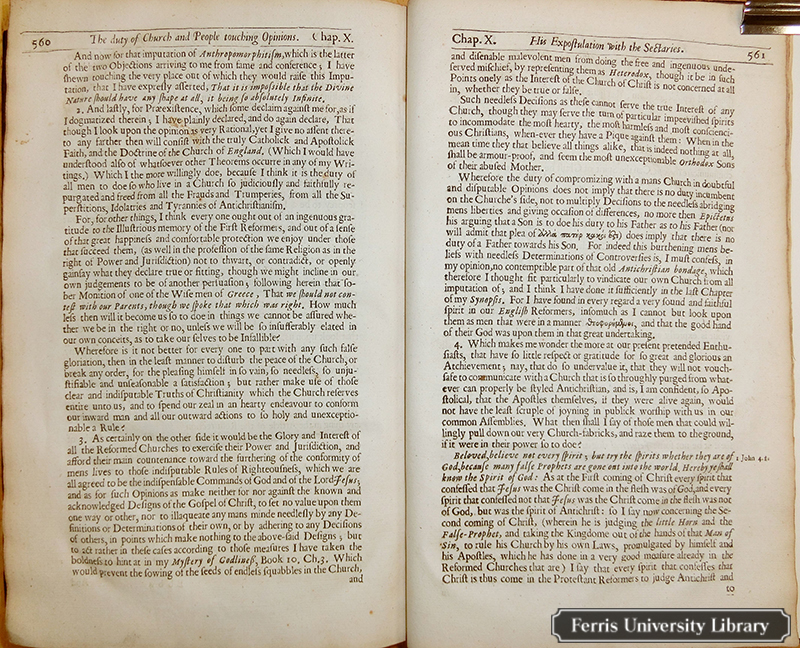 560 The duty of Church and People touching Opinions. Chap. X.
And now for that imputation of Anthropomorphitism, which is the latter
of the two Objections arriving to me from fame and conference; I have
shewn touching the very place out of which they would raise this Impu-
tation, that I have expresly asserted, That it is impossible that the Divine
Nature should have any shape at all, it being so absolutely Infinite.
2. And lastly, for Præexistence, which some declaim against me for, as if
I dogmatized therein; I have plainly declared, and do again declare, That
though I look upon the opinion as very Rational, yet I give no assent there-
to any farther then will consist with the truly Catholick and Apostolick
Faith, and the Doctrine of the Church of England, (Which I would have
understood also of whatsoever other Theorems occurre in any of my Wri-
tings.) Which I the more willingly doe, because I think it is the duty of
all men to doe so who live in a Church so judiciously and faithfully re-
purgated and freed from all the Frauds and Trumperies, from all the Su-
perstitions, Idolatries and Tyrannies of Antichristianism,
For, for other things, I think every one ought out of an ingenuous gra-
titude to the Illustrious memory of the First Reformers, and out of a sense
of that great happiness and comfortable protection we enjoy under those
that succeed them, (as well in the profession of the same Religion as in the
right of Power and Jurisdiction) not to thwart, or contradict, or openly
gainsay what they declare true or fitting, though we might incline in our
own judgements to be of another persuasion; following herein that so-
ber Monition of one of the Wise men of Greece; That we should not con-
test with our Parents, though we spoke that which was right. How much
less then will it become us so to doe in things we cannot be assured whe-
ther we be in the right or no, unless we will be so insufferably elated in
our own conceits, as to take our selves to be Infallible?
Wherefore is it not better for every one to part with any such false
gloriation, then in the least manner to disturb the peace of the Church, or
break any order, for the pleasing himself in so vain, so needless, so unju-
stifiable and unseasonable a satisfaction; but rather make use of those
clear and indisputable Truths of Christianity which the Church reserves
entire unto us, and to spend our zeal in an hearty endeavour to conform
our inward man and all our outward actions to so holy and unexceptio-
nable a Rule?
3. As certainly on the other side it would be the Glory and Interest of
all the Reformed Churches to exercise their Power and Jurisdiction, and
afford their main countenance toward the furthering of the conformity of
mens lives to those indisputable Rules of Righteousness, which we are
all agreed to be the indispensable Commands of God and of the Lord Jesus;
and as for such Opinions as make neither for nor against the known and
acknowledged Designs of the Gospel of Christ, to set no value upon them
one way or other, nor to illaqueate any mans minde needlesly by any De-
finitions or Determinations of their own, or by adhering to any Decisions
of others, in points which make nothing to the above-said Designs; but
to act rather in these cases according to those measures I have taken the
boldness to hint at in my Mystery of Godliness, Book 10, Ch. 3. Which
would prevent the sowing of the seeds of endless squabbles in the Church,
and
Chap. X. His Expostulation with the Sectaries. 561
and disenable malevolent men from doing the free and ingenuous unde-
served mischief, by representing them as Heterodox, though it be in such
Points onely as the Interest of the Church of Christ is not concerned at all
in, whether they be true or false.
Such needless Decisions as these cannot serve the true Interest of any
Church, though they may serve the turn of particular impeevished spirits
to incommodate the most hearty, the most harmless and most conscienci-
ous Christians, when-ever they have a Pique against them: When in the
mean time they that believe all things alike, that is indeed nothing at all,
shall be armour-proof, and seem the most unexceptionable Orthodox Sons
of their abused Mother.
Wherefore the duty of compromizing with a mans Church in doubtful
and disputable Opinions does not imply that there is no duty incumbent
on the Churche's side, not to multiply Decisions to the needless abridging
mens liberties and giving occasion of differences, no more then Epictetus
his arguing that a Son is to doe his duty to his Father as to his Father (nor
will admit that plea of does imply that there is no
duty of a Father towards his Son. For indeed this burthening mens be-
liefs with needless Determinations of Controversies is, I must confess, in
my opinion, no contemptible part of that old Antichristian bondage, which
therefore I thought fit particularly to vindicate our own Church from all
imputation of; and I think I have done it sufficiently in the last Chapter
of my Synopsis. For I have found in every regard a very sound and faithful
spirit in our English Reformers, insomuch as I cannot but look upon
them as men that were in a manner and that the good hand
of their God was upon them in that great undertaking.
4. Which makes me wonder the more at our present pretended Enthu-
siasts, that have so little respect or gratitude for so great and glorious an
Atchievement; nay, that do so undervalue it, that they will not vouch-
safe to communicate with a Church that is so throughly purged from what-
ever can properly be styled Antichristian, and is, I am confident, so Apo-
stolical, that the Apostles themselves, if they were alive again, would
not have the least scruple of joyning in publick worship with us in our
common Assemblies. What then shall I say of those men that could wil-
lingly pull down our very Church-fabricks, and raze them to the ground,
if it were in their power so to doe?
Beloved, believe not every spirit; but try the spirits whether they are of 1 John 4. 1.
God, because many false Prophets are gone out into the world. Hereby ye shall
know the Spirit of God: As at the First coming of Christ every spirit that
confessed that Jesus was the Christ come in the flesh was of God, and every
spirit that confessed not that Jesus was the Christ come in the flesh was not
of God, but was the spirit of Antichrist: so I say now concerning the Se-
cond coming of Christ, (wherein he is judging the little Horn and the
False-Prophet, and taking the Kingdome out of the hands of that Man of
Sin, to rule his Church by his own Laws, promulgated by himself and
his Apostles, which he has done in a very good measure already in the
Reformed Churches that are) I say that every spirit that confesses that
Christ is thus come in the Protestant Reformers to judge Antichrist and
to
Ferris University Library